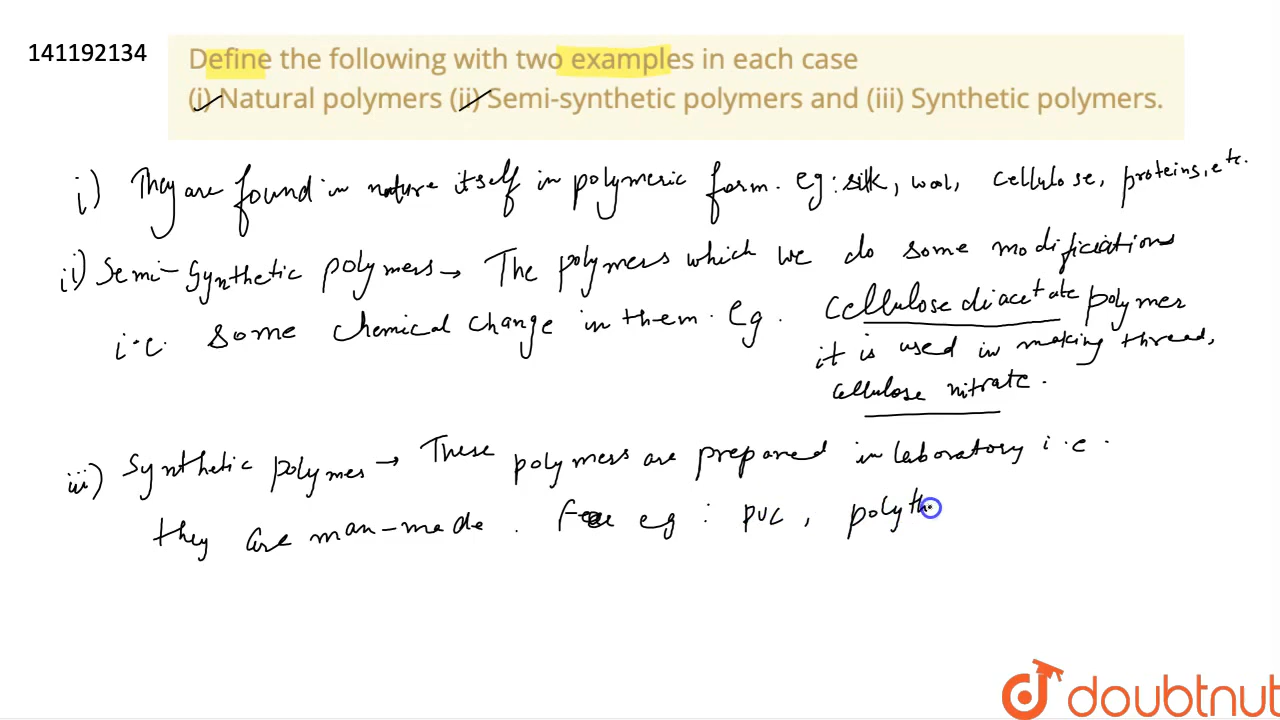 141192134
Define the following with two examples in each case
(i) Natural polymers (ii) Semi-synthetic polymers and (iii) Synthetic polymers.
i) They are found in nature itself in polymeric form. eg: silk, wool, cellulose, proteins, etc.
ii) Semi-synthetic polymers → The polymers which we do some modifications
i.e. some chemical change in them. Eg. cellulose diacetate polymer
it is used in making thread,
cellulose nitrate.
iii) Synthetic polymers → These polymers are prepared in laboratory i.e.
they are man-made. eg: PVC, polyth
doubtnut